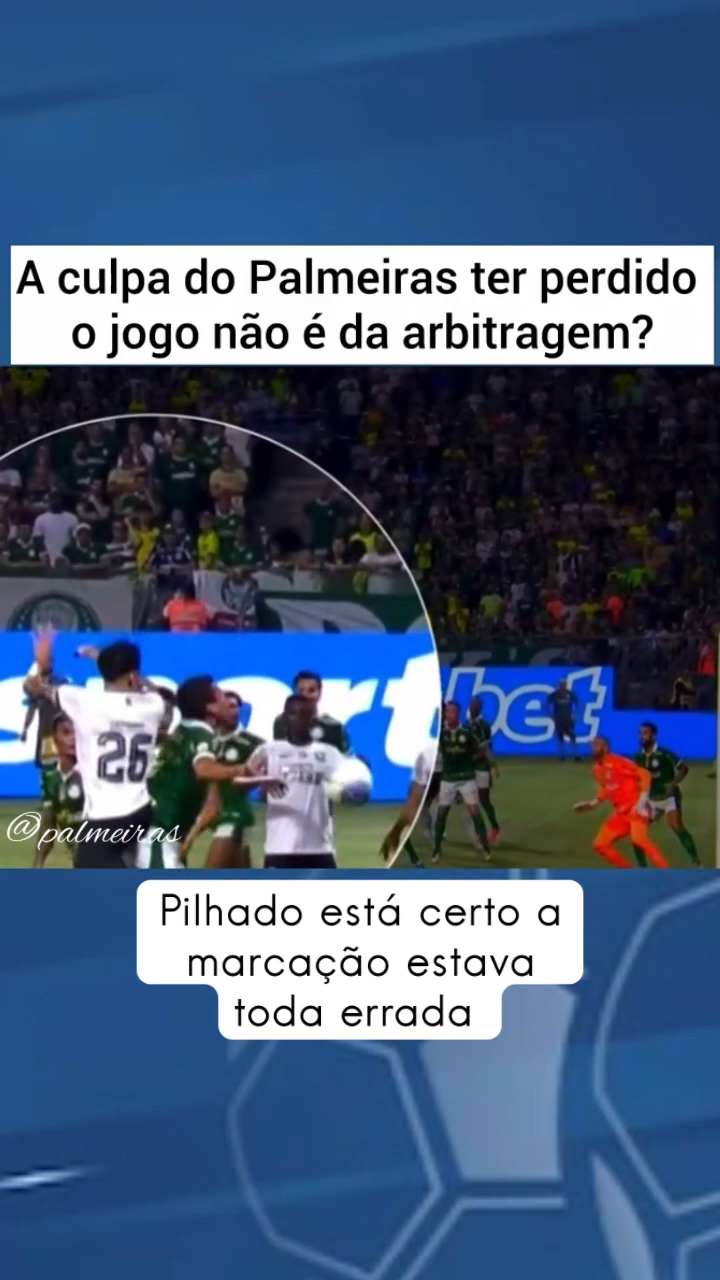 A culpa do Palmeiras ter perdido
o jogo não é da arbitragem?
bet
26
@palmeiras
Pilhado está certo a
marcação estava
toda errada